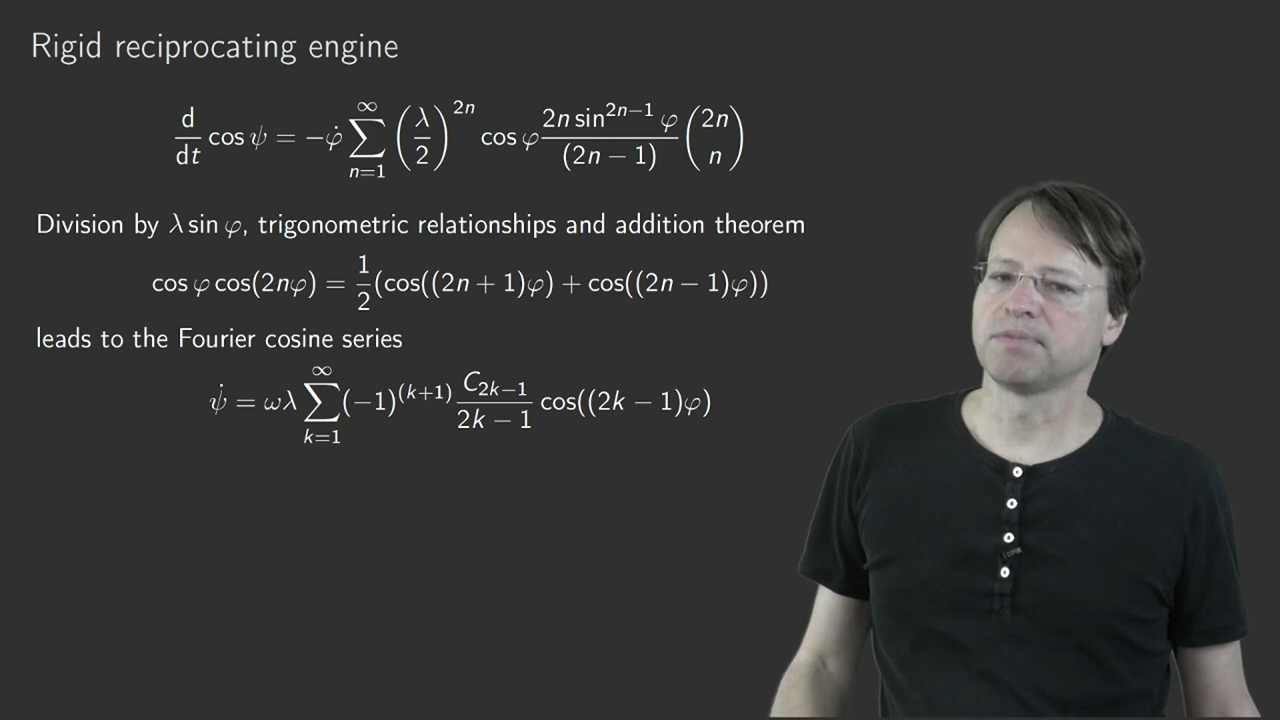 Rigid reciprocating engine
d/dt cos ψ = −φ̇ ∑_{n=1}^{∞} (λ/2)^{2n} cos φ (2n sin^{2n−1} φ)/((2n − 1)) (2n n)
Division by λ sin φ, trigonometric relationships and addition theorem
cos φ cos(2nφ) = 1/2 (cos((2n + 1)φ) + cos((2n − 1)φ))
leads to the Fourier cosine series
ψ̇ = ωλ ∑_{k=1}^{∞} (−1)^{(k+1)} C_{2k−1}/(2k − 1) cos((2k − 1)φ)